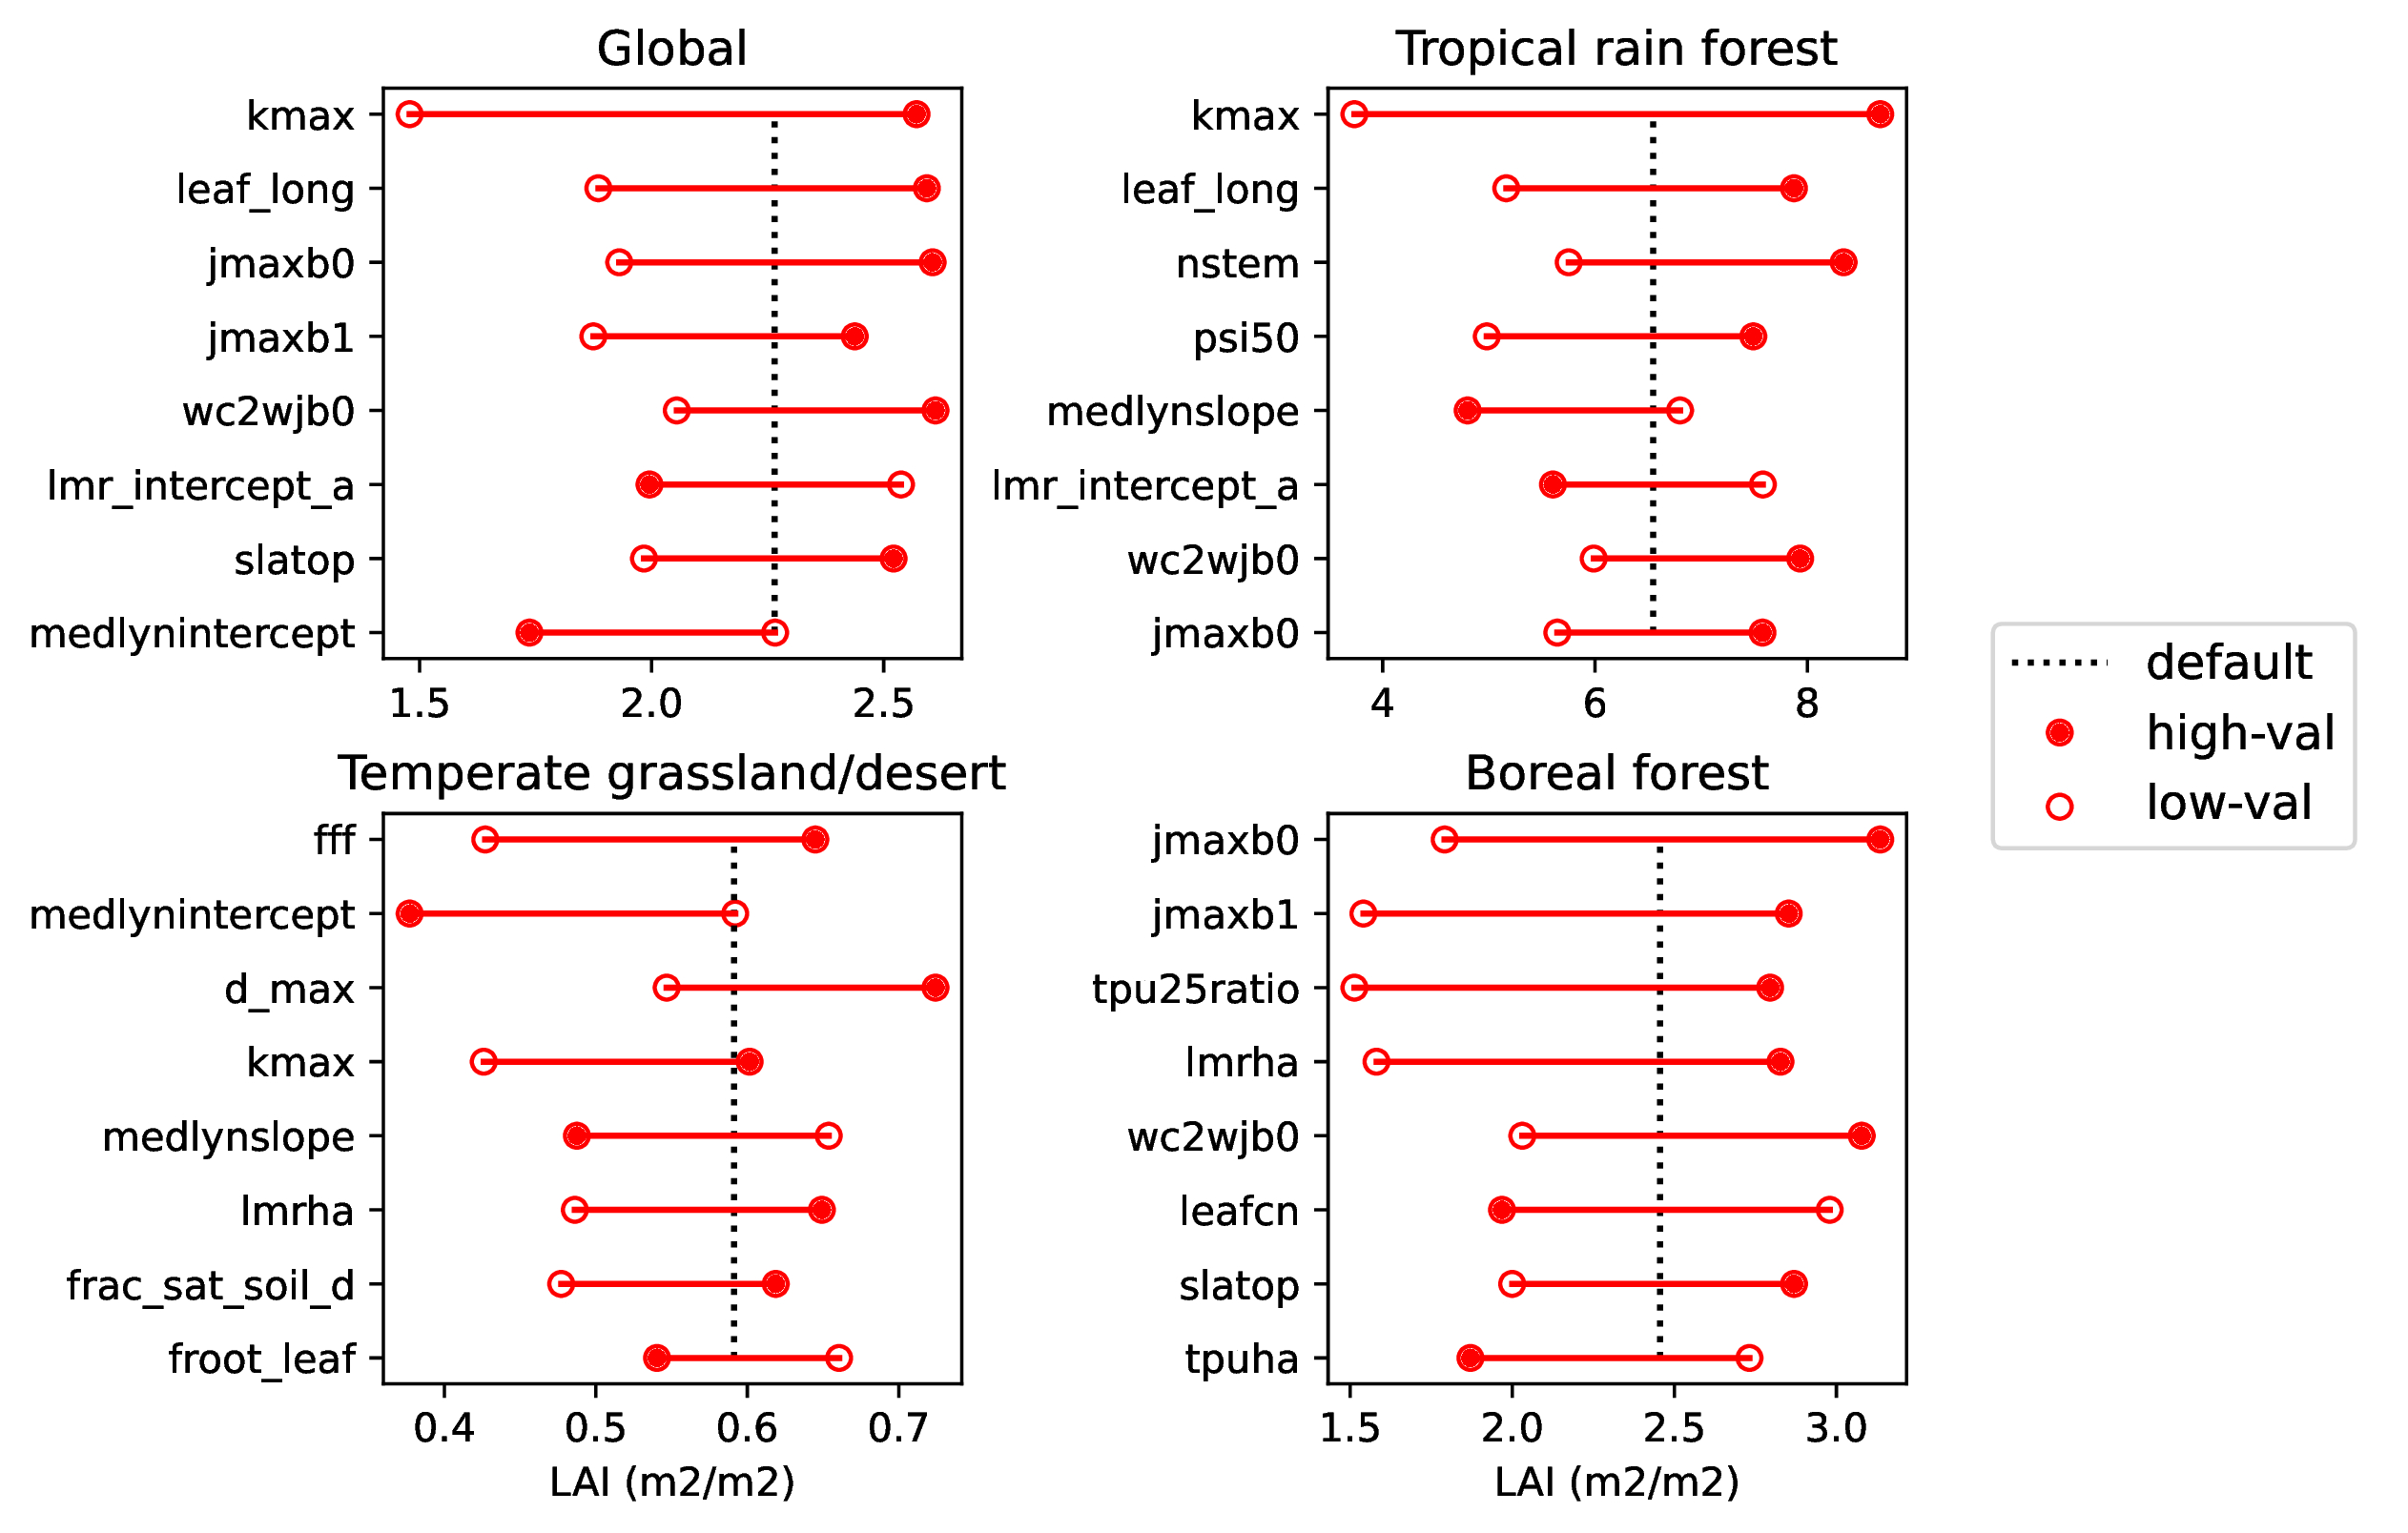 Global
kmax
leaf_long
jmaxb0
jmaxb1
wc2wjb0
lmr_intercept_a
slatop
medlynintercept
1.5 2.0 2.5
Tropical rain forest
kmax
leaf_long
nstem
psi50
medlynslope
lmr_intercept_a
wc2wjb0
jmaxb0
4 6 8
default
high-val
low-val
Temperate grassland/desert
fff
medlynintercept
d_max
kmax
medlynslope
lmrha
frac_sat_soil_d
froot_leaf
0.4 0.5 0.6 0.7
LAI (m2/m2)
Boreal forest
jmaxb0
jmaxb1
tpu25ratio
lmrha
wc2wjb0
leafcn
slatop
tpuha
1.5 2.0 2.5 3.0
LAI (m2/m2)